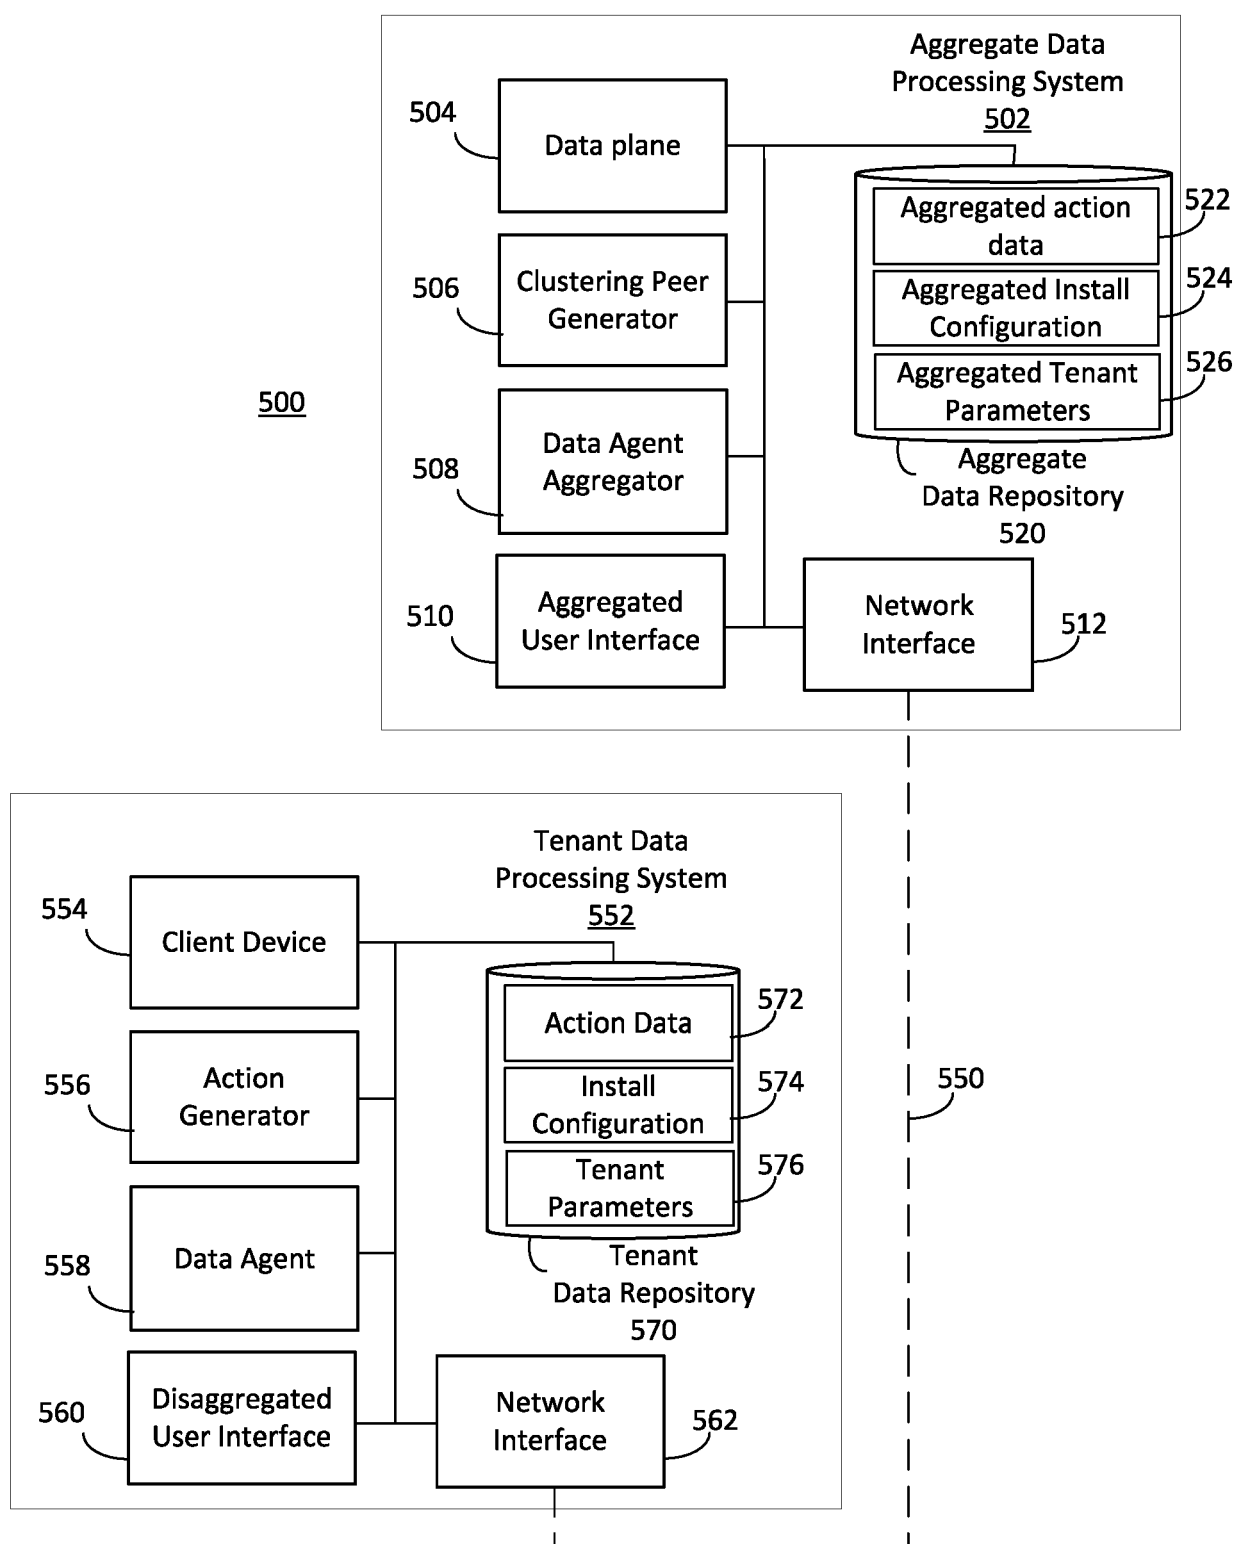 Aggregate Data
Processing System
502
504
Data plane
522
Aggregated action
data
506
Clustering Peer
Generator
524
Aggregated Install
Configuration
526
Aggregated Tenant
Parameters
500
508
Data Agent
Aggregator
Aggregate
Data Repository
520
510
Aggregated
User Interface
Network
Interface
512
Tenant Data
Processing System
552
554
Client Device
572
Action Data
556
Action
Generator
574
Install
Configuration
550
576
Tenant
Parameters
558
Data Agent
Tenant
Data Repository
570
560
Disaggregated
User Interface
Network
Interface
562